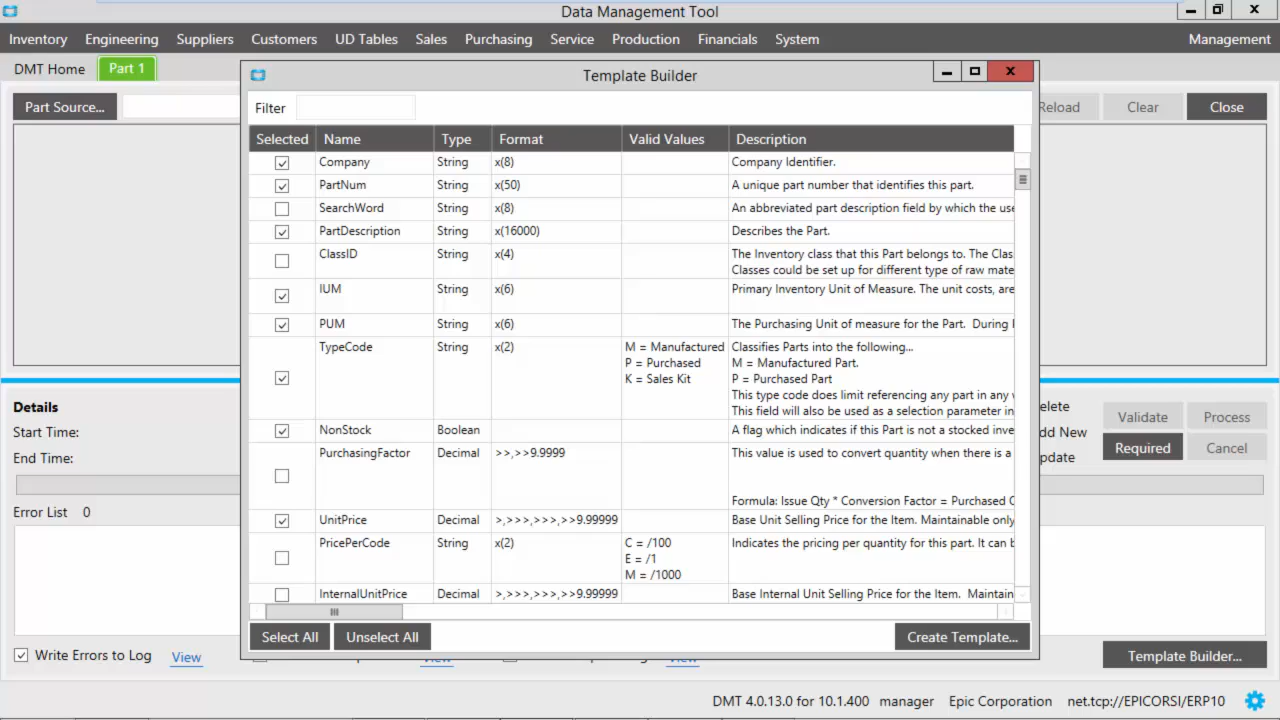 Data Management Tool
Inventory Engineering Suppliers Customers UD Tables Sales Purchasing Service Production Financials System Management
DMT Home Part 1
Template Builder
Part Source... Reload Clear Close
Filter
Selected Name Type Format Valid Values Description
Company String x(8) Company Identifier.
PartNum String x(50) A unique part number that identifies this part.
SearchWord String x(8) An abbreviated part description field by which the use
PartDescription String x(16000) Describes the Part.
ClassID String x(4) The Inventory class that this Part belongs to. The Clas
Classes could be set up for different type of raw mate
IUM String x(6) Primary Inventory Unit of Measure. The unit costs, are
PUM String x(6) The Purchasing Unit of measure for the Part. During
TypeCode String x(2) M = Manufactured Classifies Parts into the following...
P = Purchased M = Manufactured Part.
K = Sales Kit P = Purchased Part
This type code does limit referencing any part in any
This field will also be used as a selection parameter in
NonStock Boolean A flag which indicates if this Part is not a stocked inve
PurchasingFactor Decimal >>,>>9.9999 This value is used to convert quantity when there is a
Formula: Issue Qty * Conversion Factor = Purchased
UnitPrice Decimal >,>>>,>>>,>>9.99999 Base Unit Selling Price for the Item. Maintainable only
PricePerCode String x(2) C = /100 Indicates the pricing per quantity for this part. It can b
E = /1
M = /1000
InternalUnitPrice Decimal >,>>>,>>>,>>9.99999 Base Internal Unit Selling Price for the Item. Maintain
Select All Unselect All Create Template...
Details
Start Time:
End Time:
Error List 0
elete
dd New
pdate
Validate Process
Required Cancel
Write Errors to Log View
View View
Template Builder...
DMT 4.0.13.0 for 10.1.400 manager Epic Corporation net.tcp://EPICORSI/ERP10